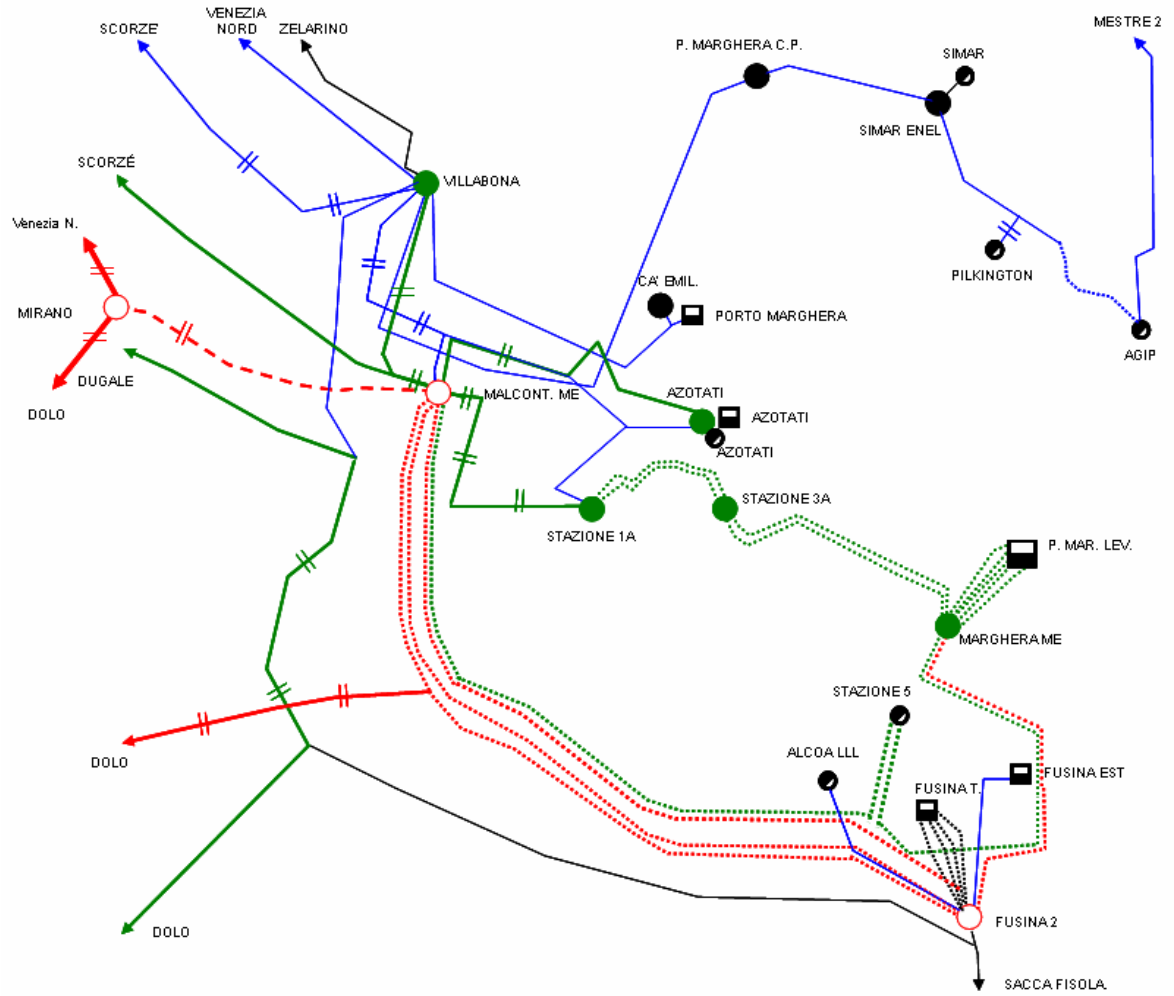 VENEZIA
NORD
SCORZE'
ZELARINO
MESTRE 2
P. MARGHERA C.P.
SIMAR
SIMAR ENEL
SCORZÉ
VILLABONA
Venezia N.
PILKINGTON
CA' EMIL.
MIRANO
PORTO MARGHERA
AGIP
DUGALE
MALCONT. ME
AZOTATI
DOLO
AZOTATI
AZOTATI
STAZIONE 3A
STAZIONE 1A
P. MAR. LEV.
MARGHERA ME
STAZIONE 5
ALCOA LLL
DOLO
FUSINA EST
FUSINA T.
FUSINA 2
DOLO
SACCA FISOLA